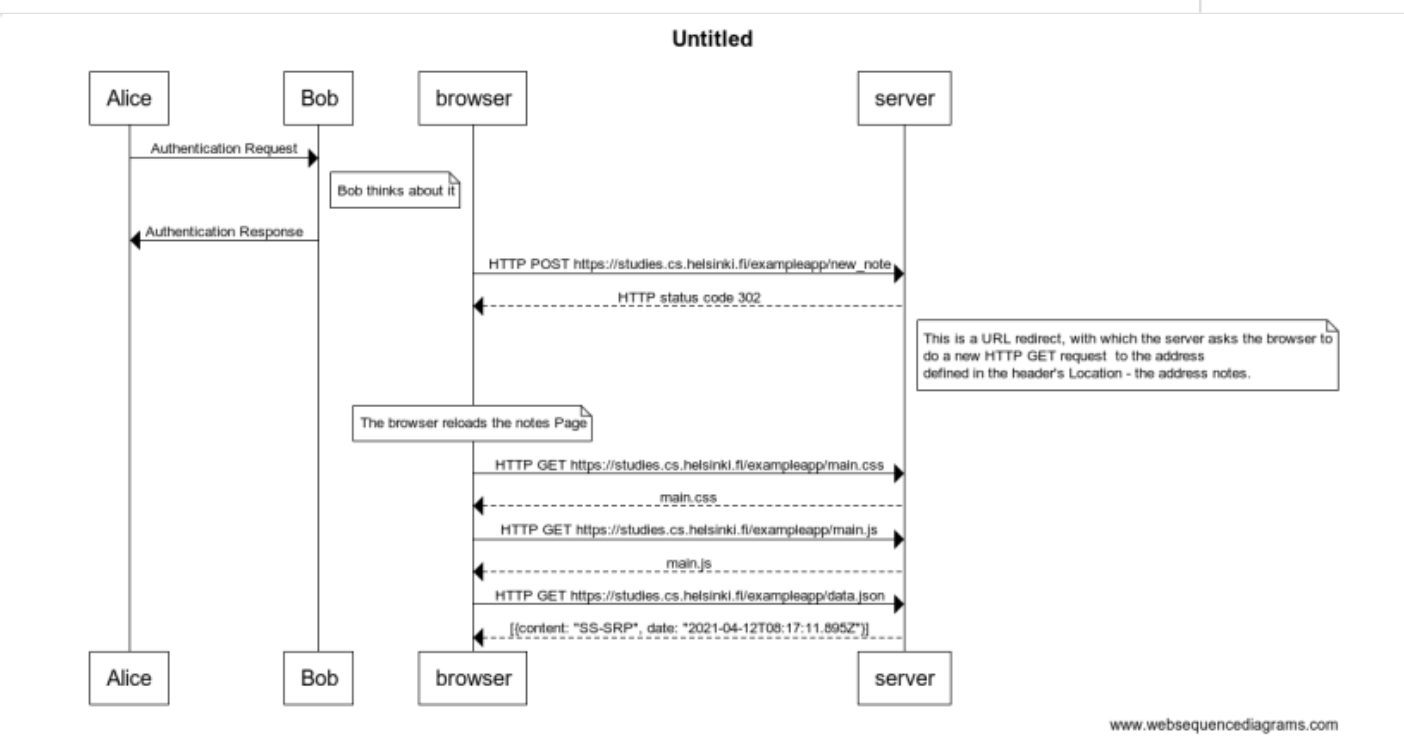 Untitled
Alice
Bob
browser
server
Authentication Request
Bob thinks about it
Authentication Response
HTTP POST https://studies.cs.helsinki.fi/exampleapp/new_note
HTTP status code 302
This is a URL redirect, with which the server asks the browser to
do a new HTTP GET request to the address
defined in the header's Location - the address notes.
The browser reloads the notes Page
HTTP GET https://studies.cs.helsinki.fi/exampleapp/main.css
main.css
HTTP GET https://studies.cs.helsinki.fi/exampleapp/main.js
main.js
HTTP GET https://studies.cs.helsinki.fi/exampleapp/data.json
[{content: "SS-SRP", date: "2021-04-12T08:17:11.895Z"}]
Alice
Bob
browser
server
www.websequencediagrams.com